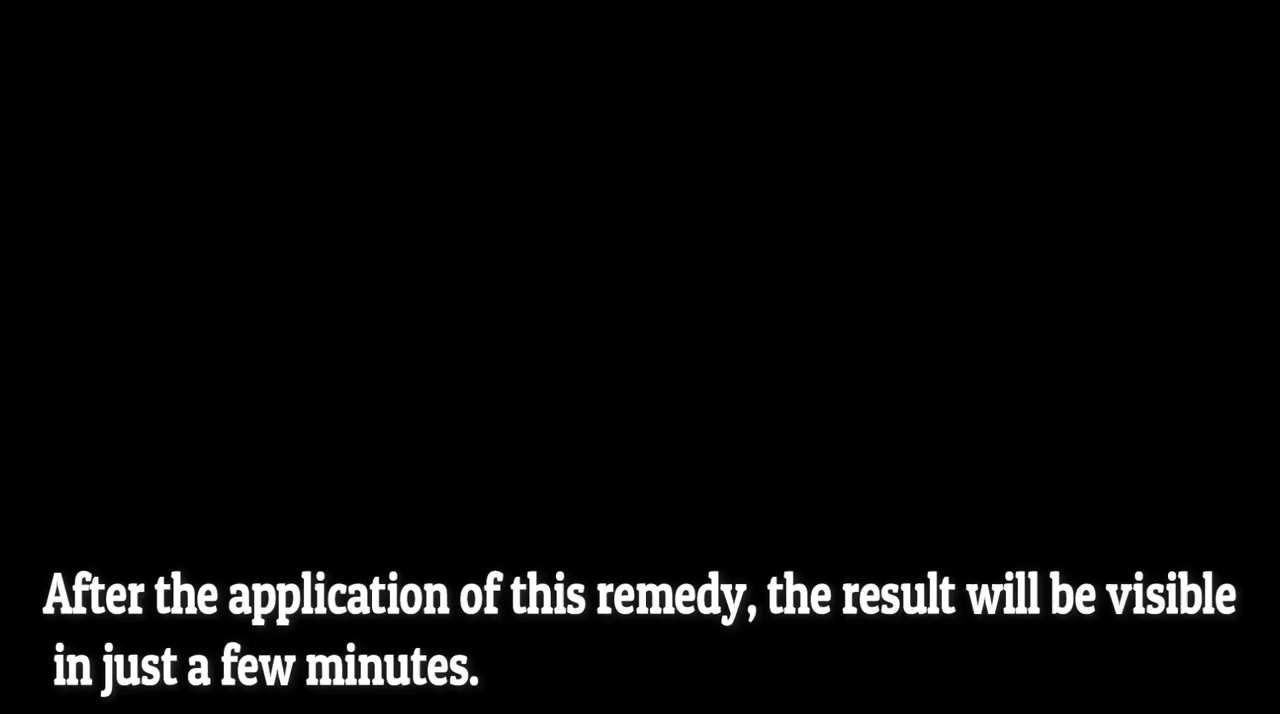 After the application of this remedy, the result will be visible
in just a few minutes.